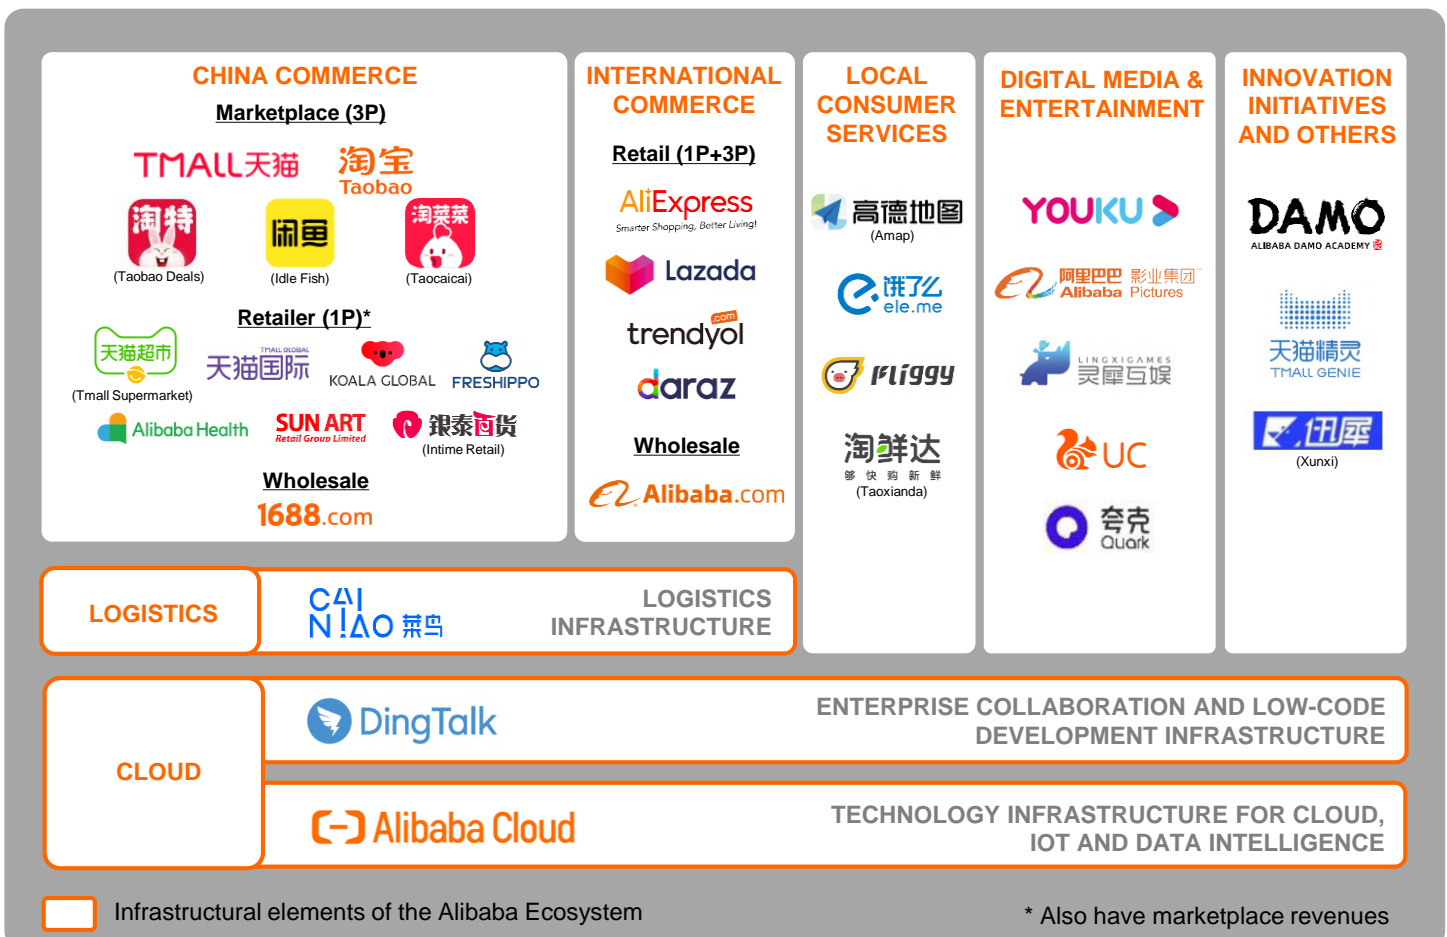 CHINA COMMERCE
Marketplace (3P)
TMALL天猫
淘宝
Taobao
淘特
(Taobao Deals)
闲鱼
(Idle Fish)
淘菜菜
(Taocaicai)
Retailer (1P)*
天猫超市
(Tmall Supermarket)
TMALL GLOBAL
天猫国际
KOALA GLOBAL
FRESHIPPO
Alibaba Health
SUN ART
Retail Group Limited
银泰百货
(Intime Retail)
Wholesale
1688.com
INTERNATIONAL
COMMERCE
Retail (1P+3P)
AliExpress
Smarter Shopping, Better Living!
Lazada
trendyol
.com
daraz
Wholesale
Alibaba.com
LOCAL
CONSUMER
SERVICES
高德地图
(Amap)
饿了么
ele.me
Fliggy
淘鲜达
够快购新鲜
(Taoxianda)
DIGITAL MEDIA &
ENTERTAINMENT
YOUKU
阿里巴巴 影业集团
Alibaba Pictures
LINGXIGAMES
灵犀互娱
UC
夸克
Quark
INNOVATION
INITIATIVES
AND OTHERS
DAMO
ALIBABA DAMO ACADEMY
天猫精灵
TMALL GENIE
迅犀
(Xunxi)
LOGISTICS
CAI
NIAO 菜鸟
LOGISTICS
INFRASTRUCTURE
CLOUD
DingTalk
ENTERPRISE COLLABORATION AND LOW-CODE
DEVELOPMENT INFRASTRUCTURE
Alibaba Cloud
TECHNOLOGY INFRASTRUCTURE FOR CLOUD,
IOT AND DATA INTELLIGENCE
Infrastructural elements of the Alibaba Ecosystem
* Also have marketplace revenues